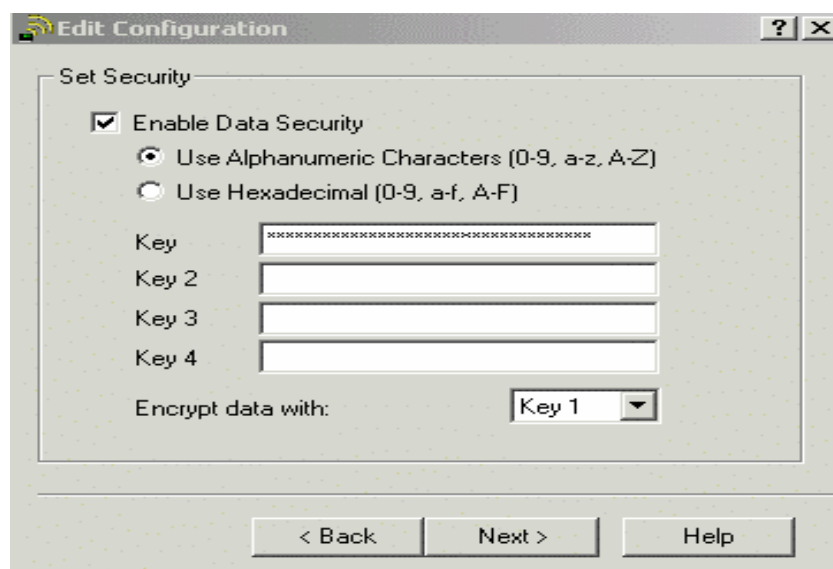 Edit Configuration
Set Security
Enable Data Security
Use Alphanumeric Characters (0-9, a-z, A-Z)
Use Hexadecimal (0-9, a-f, A-F)
Key ***********************************
Key 2
Key 3
Key 4
Encrypt data with: Key 1
< Back Next > Help